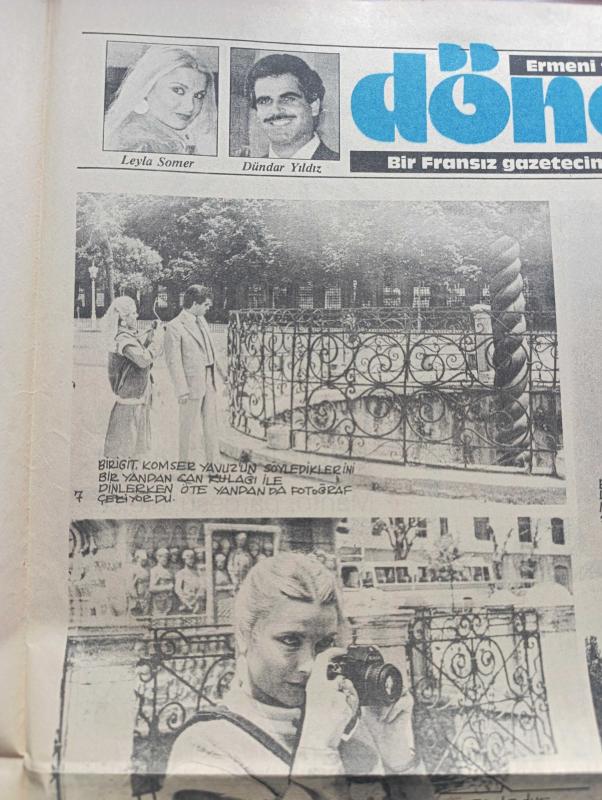 Ermeni
döne
Bir Fransız gazetecin
Leyla Somer
Dündar Yıldız
BİRİGİT, KOMSER YAVUZ'UN SÖYLEDİKLERİNİ
BİR YANDAN CAN KULAĞI İLE
DİNLERKEN ÖTE YANDAN DA FOTOĞRAF
ÇEKİYORDU.
7